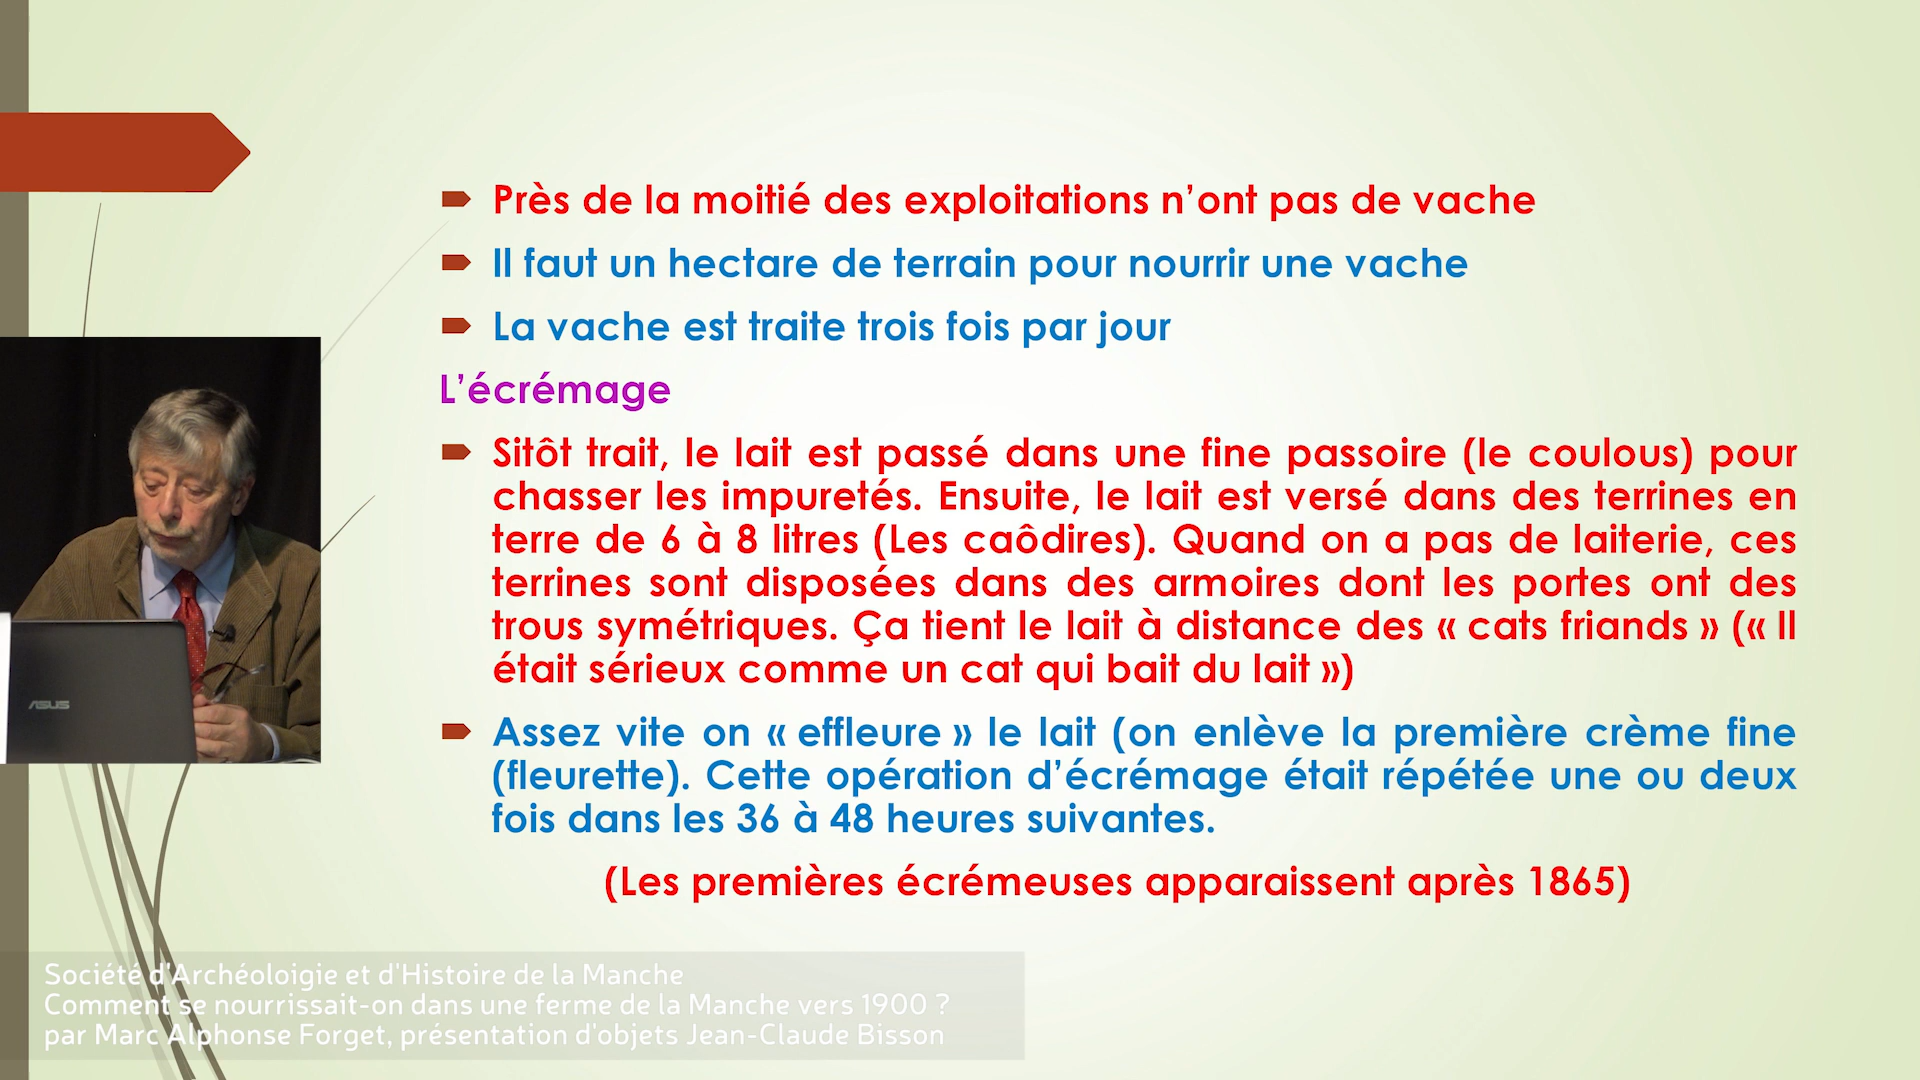 Près de la moitié des exploitations n’ont pas de vache
Il faut un hectare de terrain pour nourrir une vache
La vache est traite trois fois par jour
L’écrémage
Sitôt trait, le lait est passé dans une fine passoire (le coulous) pour
chasser les impuretés. Ensuite, le lait est versé dans des terrines en
terre de 6 à 8 litres (Les caôdires). Quand on a pas de laiterie, ces
terrines sont disposées dans des armoires dont les portes ont des
trous symétriques. Ça tient le lait à distance des « cats friands » (« Il
était sérieux comme un cat qui bait du lait »)
Assez vite on « effleure » le lait (on enlève la première crème fine
(fleurette). Cette opération d’écrémage était répétée une ou deux
fois dans les 36 à 48 heures suivantes.
(Les premières écrémeuses apparaissent après 1865)
ASUS
Société d'Archéoloigie et d'Histoire de la Manche
Comment se nourrissait-on dans une ferme de la Manche vers 1900 ?
par Marc Alphonse Forget, présentation d'objets Jean-Claude Bisson